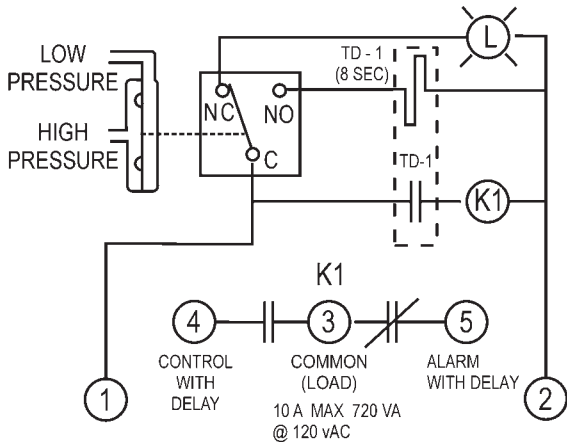 L
LOW
PRESSURE
TD - 1
(8 SEC)
NC
NO
HIGH
PRESSURE
C
TD-1
K1
K1
4
3
5
CONTROL
WITH
DELAY
COMMON
(LOAD)
ALARM
WITH DELAY
1
2
10 A MAX 720 VA
@ 120 vAC